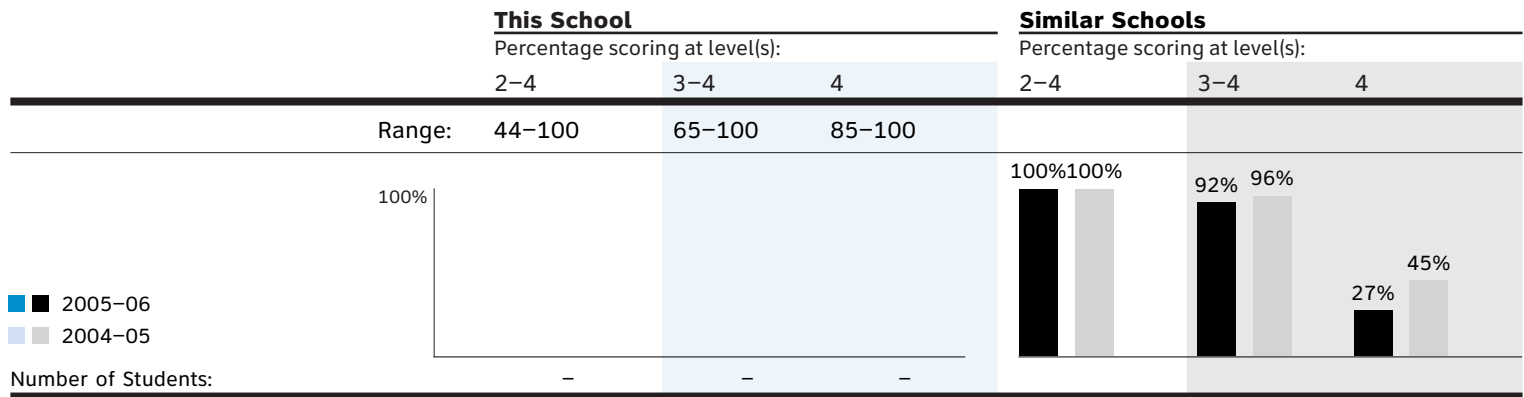 This School Similar Schools
Percentage scoring at level(s): Percentage scoring at level(s):
2–4 3–4 4 2–4 3–4 4
Range: 44–100 65–100 85–100
100%100%
92% 96%
100%
45%
27%
2005–06
2004–05
Number of Students: – – –